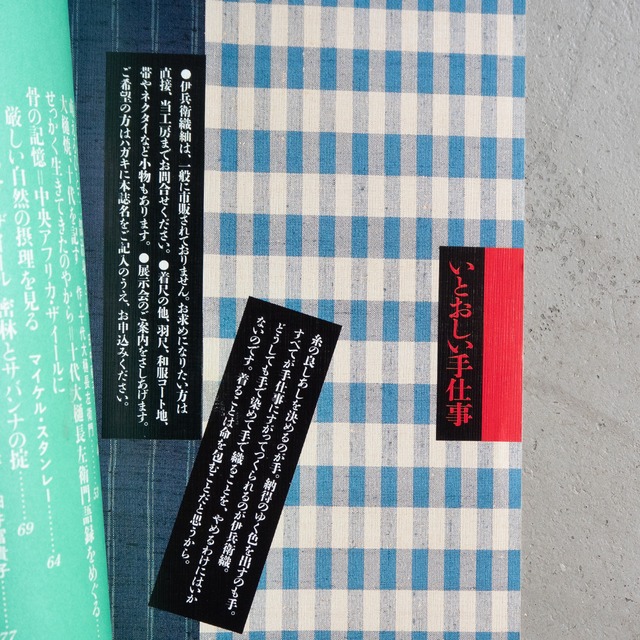 いとおしい手仕事
糸の良しあしを決めるのが手。納得のゆく色を出すのも手。
すべてが手仕事にすがってつくられるのが伊兵衛織。
どうしても手で染めて手で織ることを、やめるわけにはいか
ないのです。着ることは命を包むことだと思うから。
●伊兵衛織紬は、一般に市販されておりません。お求めになりたい方は
直接、当工房までお問合せください。●着尺の他、羽尺、和服コート地、
帯やネクタイなど小物もあります。●展示会のご案内をさしあげます。
ご希望の方はハガキに本誌名をご記入のうえ、お申込みください。
大樋焼
十代大樋長左衛門語録をめぐる…… 53
せっかく生きてきたのやから
骨の記憶=中央アフリカ・ザイールに
厳しい自然の摂理を見る マイケル・スタンレー…… 64
密林とサバンナの掟…… 69
77